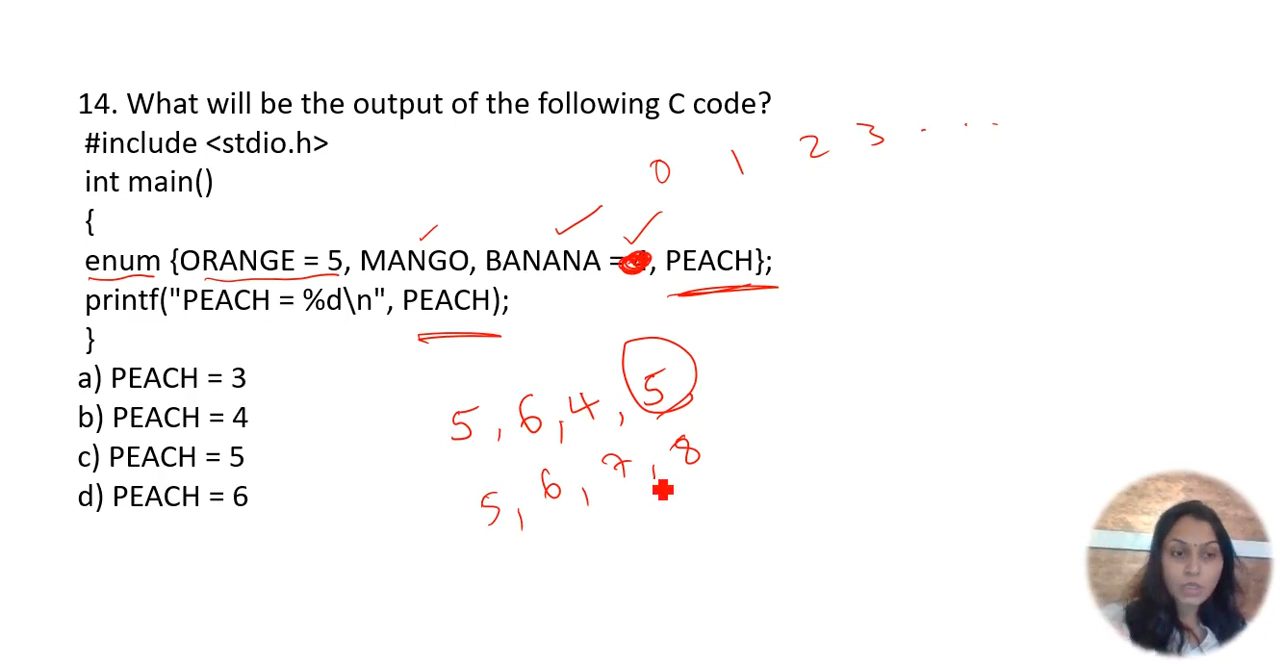 14. What will be the output of the following C code?
#include <stdio.h>
0 1 2 3 . . .
int main()
{
enum {ORANGE = 5, MANGO, BANANA = , PEACH};
printf("PEACH = %d\n", PEACH);
}
a) PEACH = 3
b) PEACH = 4
c) PEACH = 5
d) PEACH = 6
5, 6, 4, 5
5, 6, 7, 8